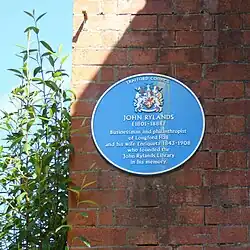 TRAFFORD COUNCIL
JOHN RYLANDS
(1801-1888)
Businessman and philanthropist
of Longford Hall
and his wife Enriqueta 1843-1908
who founded the
John Rylands Library
in his memory